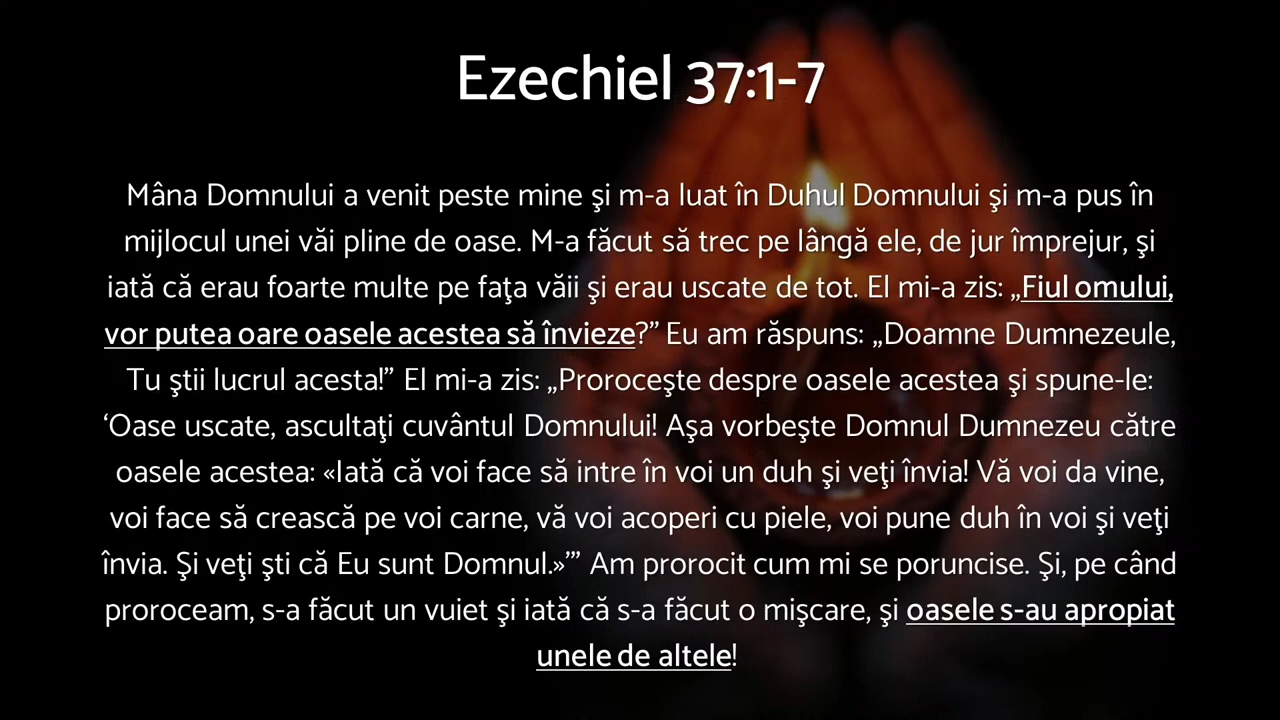 Ezechiel 37:1-7
Mâna Domnului a venit peste mine şi m-a luat în Duhul Domnului şi m-a pus în
mijlocul unei văi pline de oase. M-a făcut să trec pe lângă ele, de jur împrejur, şi
iată că erau foarte multe pe faţa văii şi erau uscate de tot. El mi-a zis: „Fiul omului,
vor putea oare oasele acestea să învieze?” Eu am răspuns: „Doamne Dumnezeule,
Tu ştii lucrul acesta!” El mi-a zis: „Proroceşte despre oasele acestea şi spune-le:
‘Oase uscate, ascultaţi cuvântul Domnului! Aşa vorbeşte Domnul Dumnezeu către
oasele acestea: «Iată că voi face să intre în voi un duh şi veţi învia! Vă voi da vine,
voi face să crească pe voi carne, vă voi acoperi cu piele, voi pune duh în voi şi veţi
învia. Şi veţi şti că Eu sunt Domnul.»’” Am prorocit cum mi se poruncise. Şi, pe când
proroceam, s-a făcut un vuiet şi iată că s-a făcut o mişcare, şi oasele s-au apropiat
unele de altele!